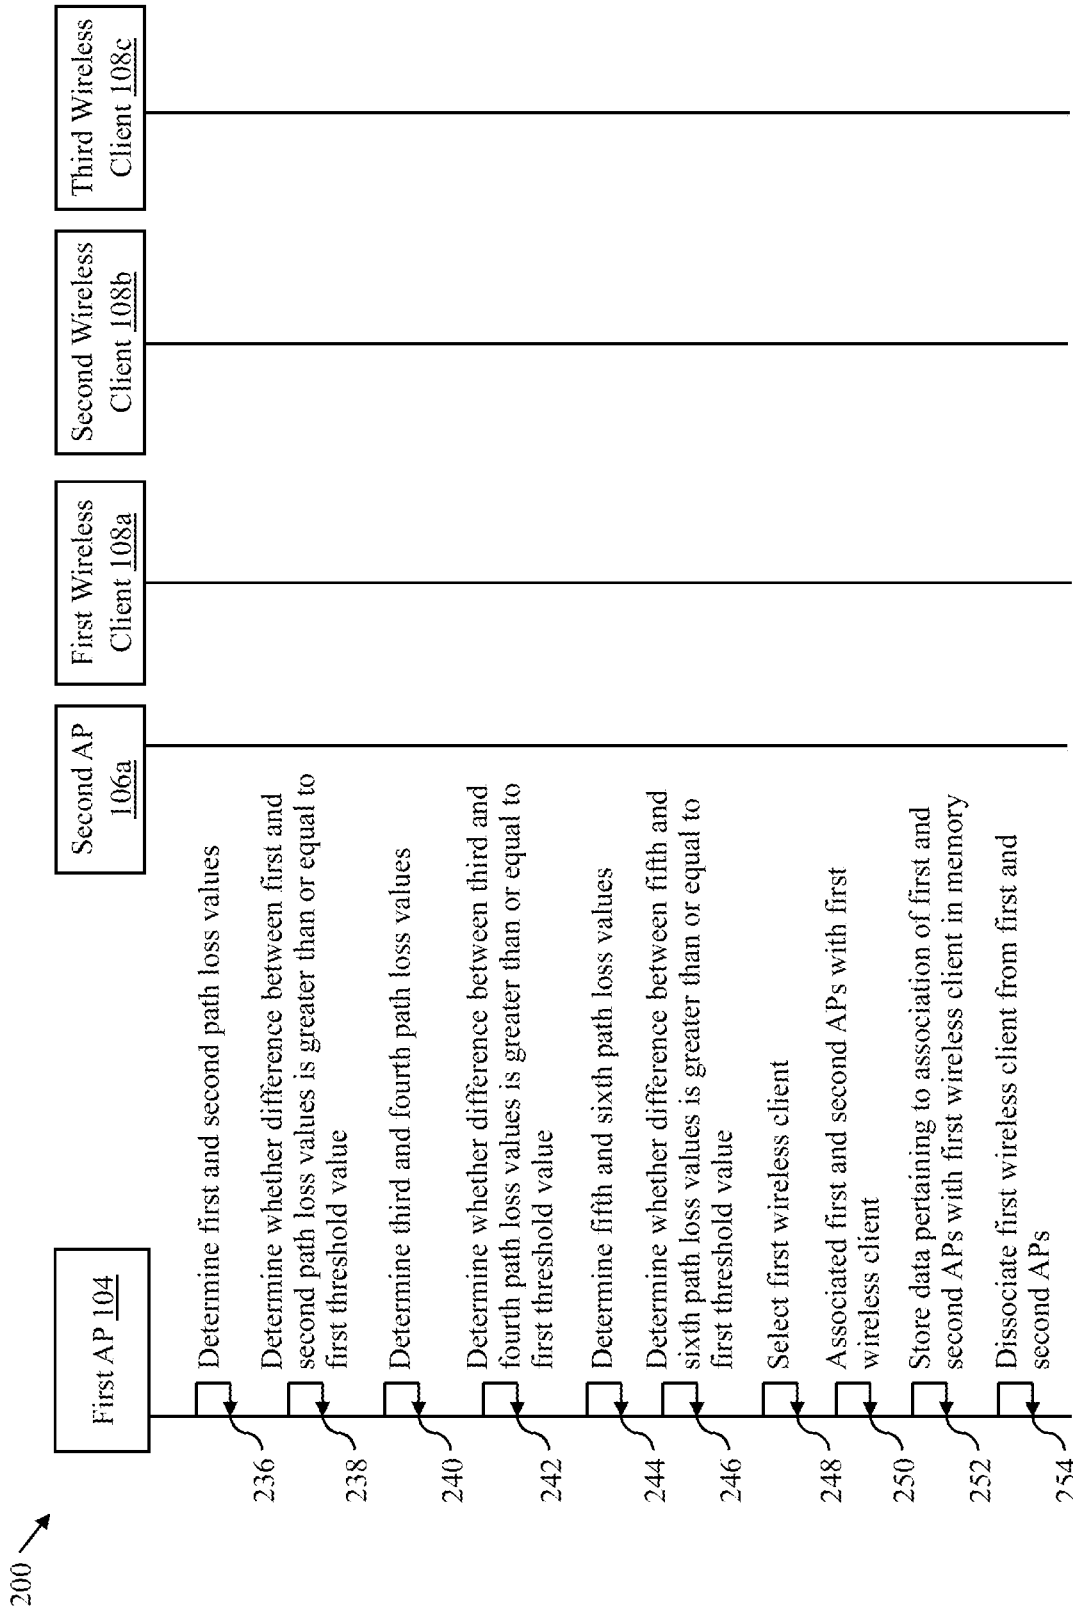 200
First AP 104
Second AP
106a
First Wireless
Client 108a
Second Wireless
Client 108b
Third Wireless
Client 108c
236
Determine first and second path loss values
238
Determine whether difference between first and
second path loss values is greater than or equal to
first threshold value
240
Determine third and fourth path loss values
242
Determine whether difference between third and
fourth path loss values is greater than or equal to
first threshold value
244
Determine fifth and sixth path loss values
246
Determine whether difference between fifth and
sixth path loss values is greater than or equal to
first threshold value
248
Select first wireless client
250
Associated first and second APs with first
wireless client
252
Store data pertaining to association of first and
second APs with first wireless client in memory
254
Dissociate first wireless client from first and
second APs